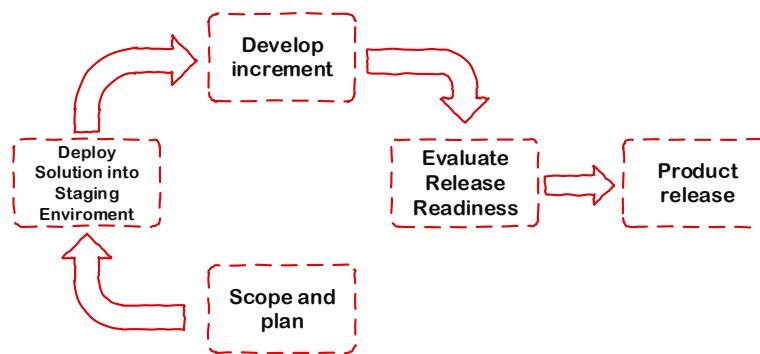 Develop
increment
Deploy
Solution into
Staging
Enviroment
Evaluate
Release
Readiness
Product
release
Scope and
plan